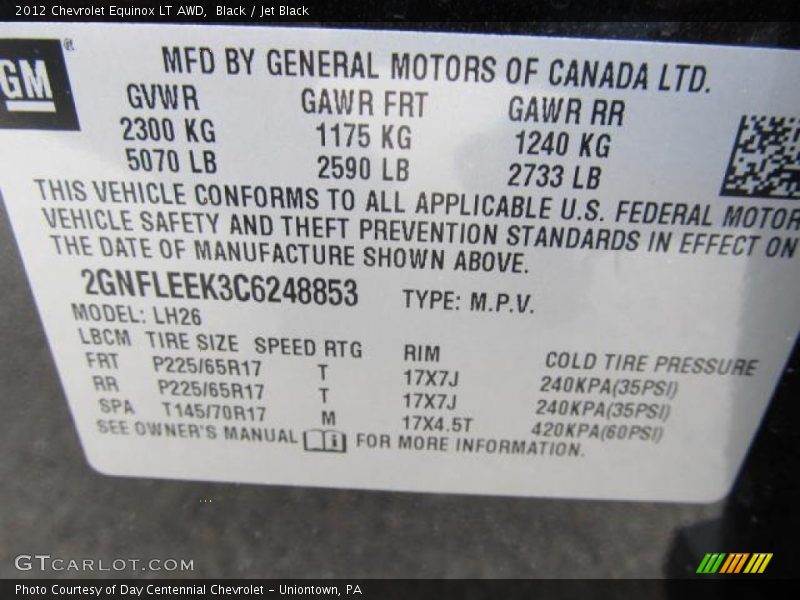 2012 Chevrolet Equinox LT AWD, Black / Jet Black
GM ®
MFD BY GENERAL MOTORS OF CANADA LTD.
GVWR GAWR FRT GAWR RR
2300 KG 1175 KG 1240 KG
5070 LB 2590 LB 2733 LB
THIS VEHICLE CONFORMS TO ALL APPLICABLE U.S. FEDERAL MOTOR
VEHICLE SAFETY AND THEFT PREVENTION STANDARDS IN EFFECT ON
THE DATE OF MANUFACTURE SHOWN ABOVE.
2GNFLEEK3C6248853 TYPE: M.P.V.
MODEL: LH26
LBCM TIRE SIZE SPEED RTG RIM COLD TIRE PRESSURE
FRT P225/65R17 T 17X7J 240KPA(35PSI)
RR P225/65R17 T 17X7J 240KPA(35PSI)
SPA T145/70R17 M 17X4.5T 420KPA(60PSI)
SEE OWNER'S MANUAL i FOR MORE INFORMATION.
GTCARLOT.COM
Photo Courtesy of Day Centennial Chevrolet - Uniontown, PA